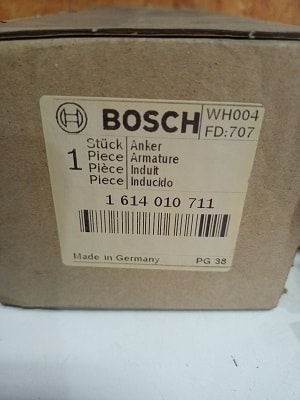 BOSCH WH004
FD:707
1 Stück Anker
Piece Armature
Pièce Induit
Piece Inducido
1 614 010 711
Made in Germany PG 38